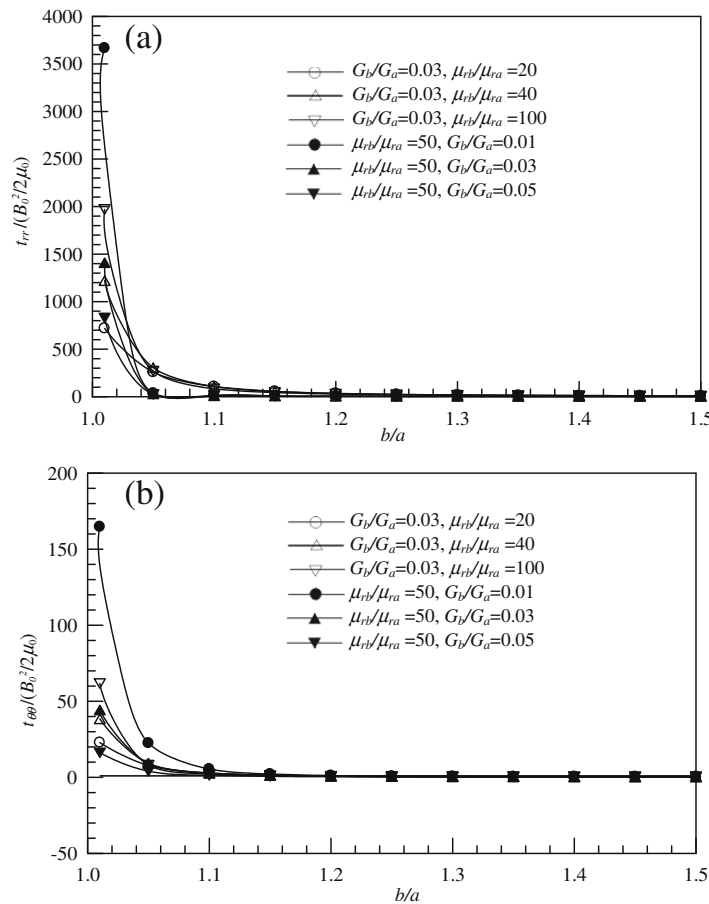 (a)
4000
3500
3000
2500
2000
1500
1000
500
0
t_rr/(B_0^2/2μ_0)
G_b/G_a=0.03, μ_rb/μ_ra =20
G_b/G_a=0.03, μ_rb/μ_ra =40
G_b/G_a=0.03, μ_rb/μ_ra =100
μ_rb/μ_ra =50, G_b/G_a=0.01
μ_rb/μ_ra =50, G_b/G_a=0.03
μ_rb/μ_ra =50, G_b/G_a=0.05
1.0 1.1 1.2 1.3 1.4 1.5
b/a
(b)
200
150
100
50
0
-50
t_θθ/(B_0^2/2μ_0)
G_b/G_a=0.03, μ_rb/μ_ra =20
G_b/G_a=0.03, μ_rb/μ_ra =40
G_b/G_a=0.03, μ_rb/μ_ra =100
μ_rb/μ_ra =50, G_b/G_a=0.01
μ_rb/μ_ra =50, G_b/G_a=0.03
μ_rb/μ_ra =50, G_b/G_a=0.05
1.0 1.1 1.2 1.3 1.4 1.5
b/a